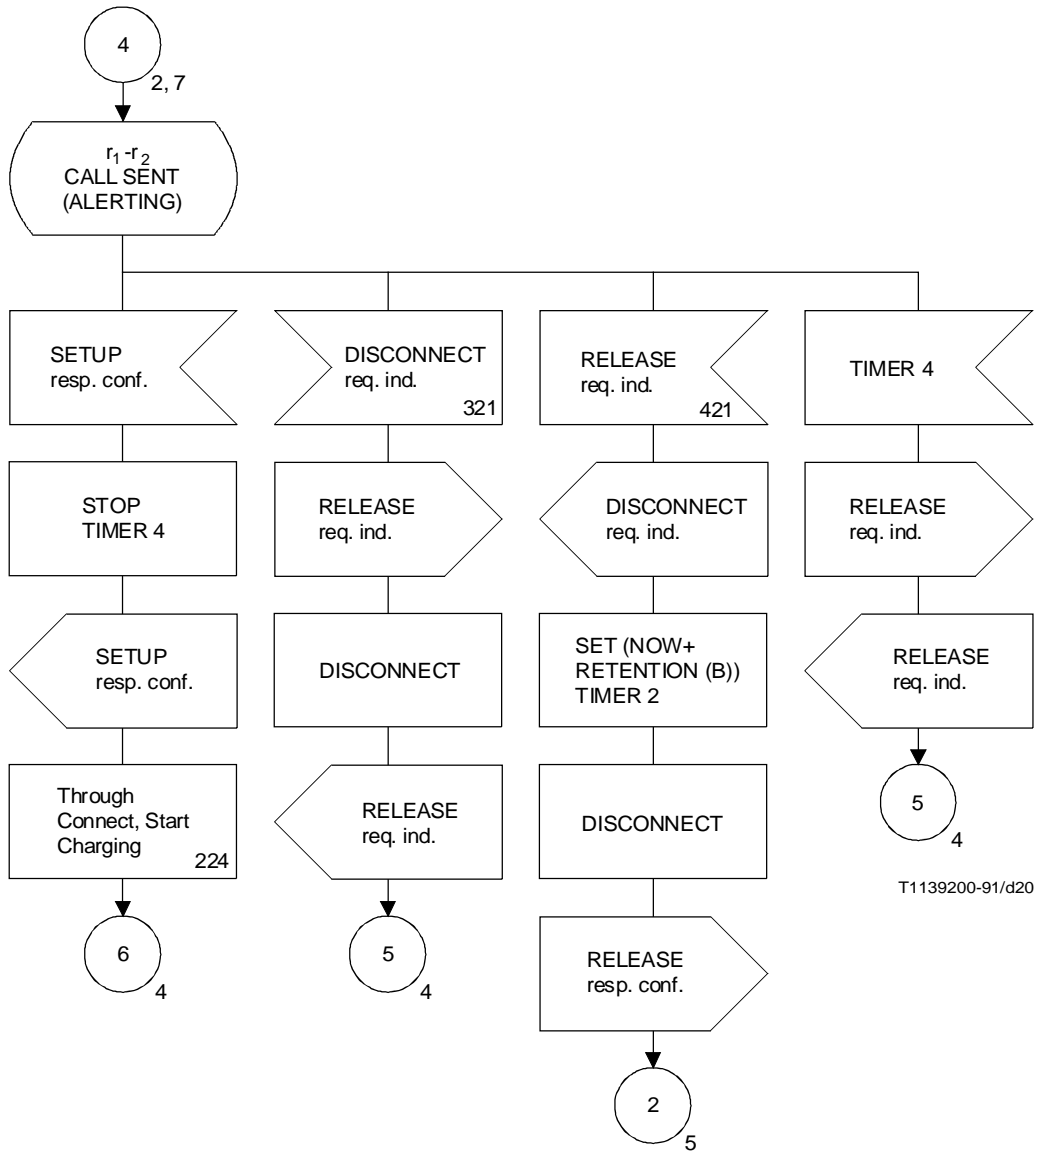 4
2, 7
r1 -r2
CALL SENT
(ALERTING)
SETUP
resp. conf.
DISCONNECT
req. ind.
321
RELEASE
req. ind.
421
TIMER 4
STOP
TIMER 4
RELEASE
req. ind.
DISCONNECT
req. ind.
RELEASE
req. ind.
SETUP
resp. conf.
DISCONNECT
SET (NOW+
RETENTION (B))
TIMER 2
RELEASE
req. ind.
Through
Connect, Start
Charging
224
RELEASE
req. ind.
DISCONNECT
5
4
T1139200-91/d20
6
4
5
4
RELEASE
resp. conf.
2
5